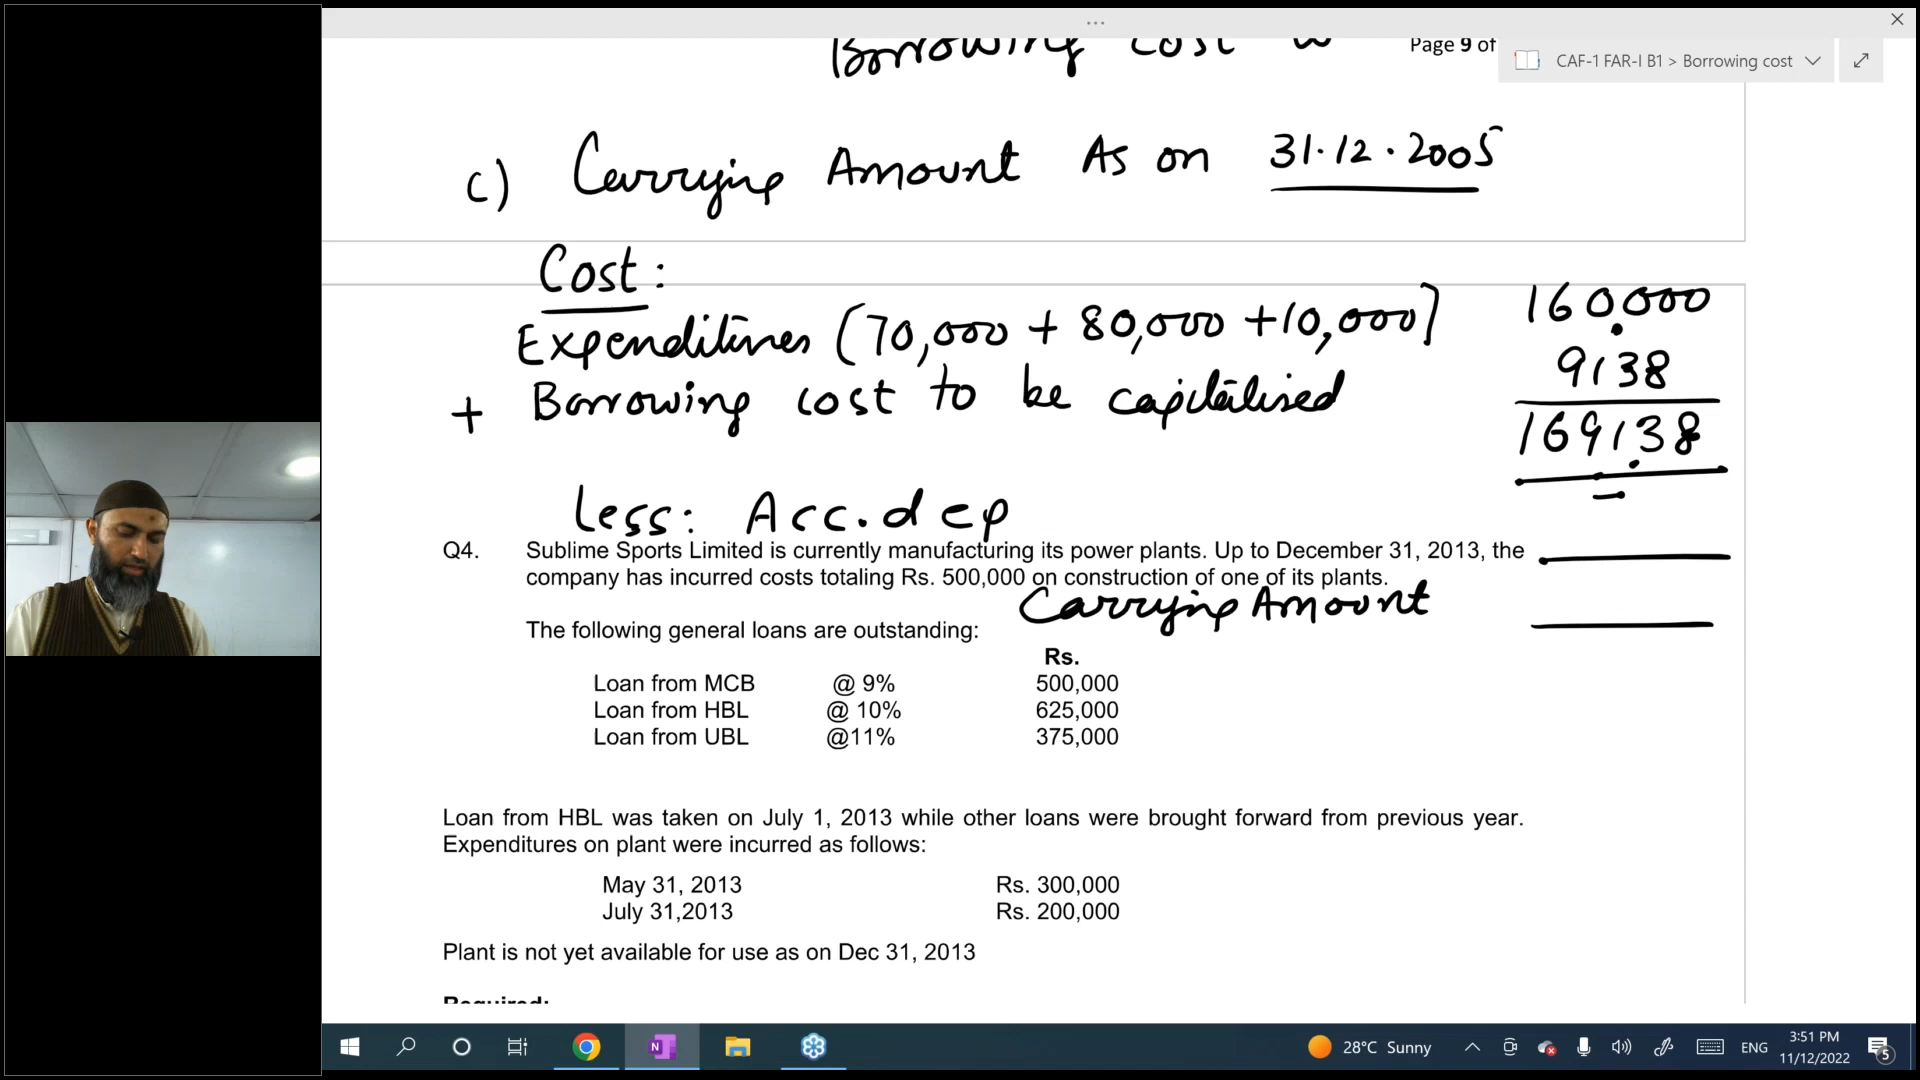 ...
Borrowing cost
Page 9 of
CAF-1 FAR-I B1 > Borrowing cost
c) Carrying Amount As on 31.12.2005
Cost:
Expenditures (70,000 + 80,000 +10,000) 160000
+ Borrowing cost to be capitalised 9138
169138
Less: Acc.dep
Q4. Sublime Sports Limited is currently manufacturing its power plants. Up to December 31, 2013, the
company has incurred costs totaling Rs. 500,000 on construction of one of its plants.
Carrying Amount
The following general loans are outstanding:
Rs.
Loan from MCB @ 9% 500,000
Loan from HBL @ 10% 625,000
Loan from UBL @11% 375,000
Loan from HBL was taken on July 1, 2013 while other loans were brought forward from previous year.
Expenditures on plant were incurred as follows:
May 31, 2013 Rs. 300,000
July 31,2013 Rs. 200,000
Plant is not yet available for use as on Dec 31, 2013
Required:
28°C Sunny
ENG
3:51 PM
11/12/2022
5